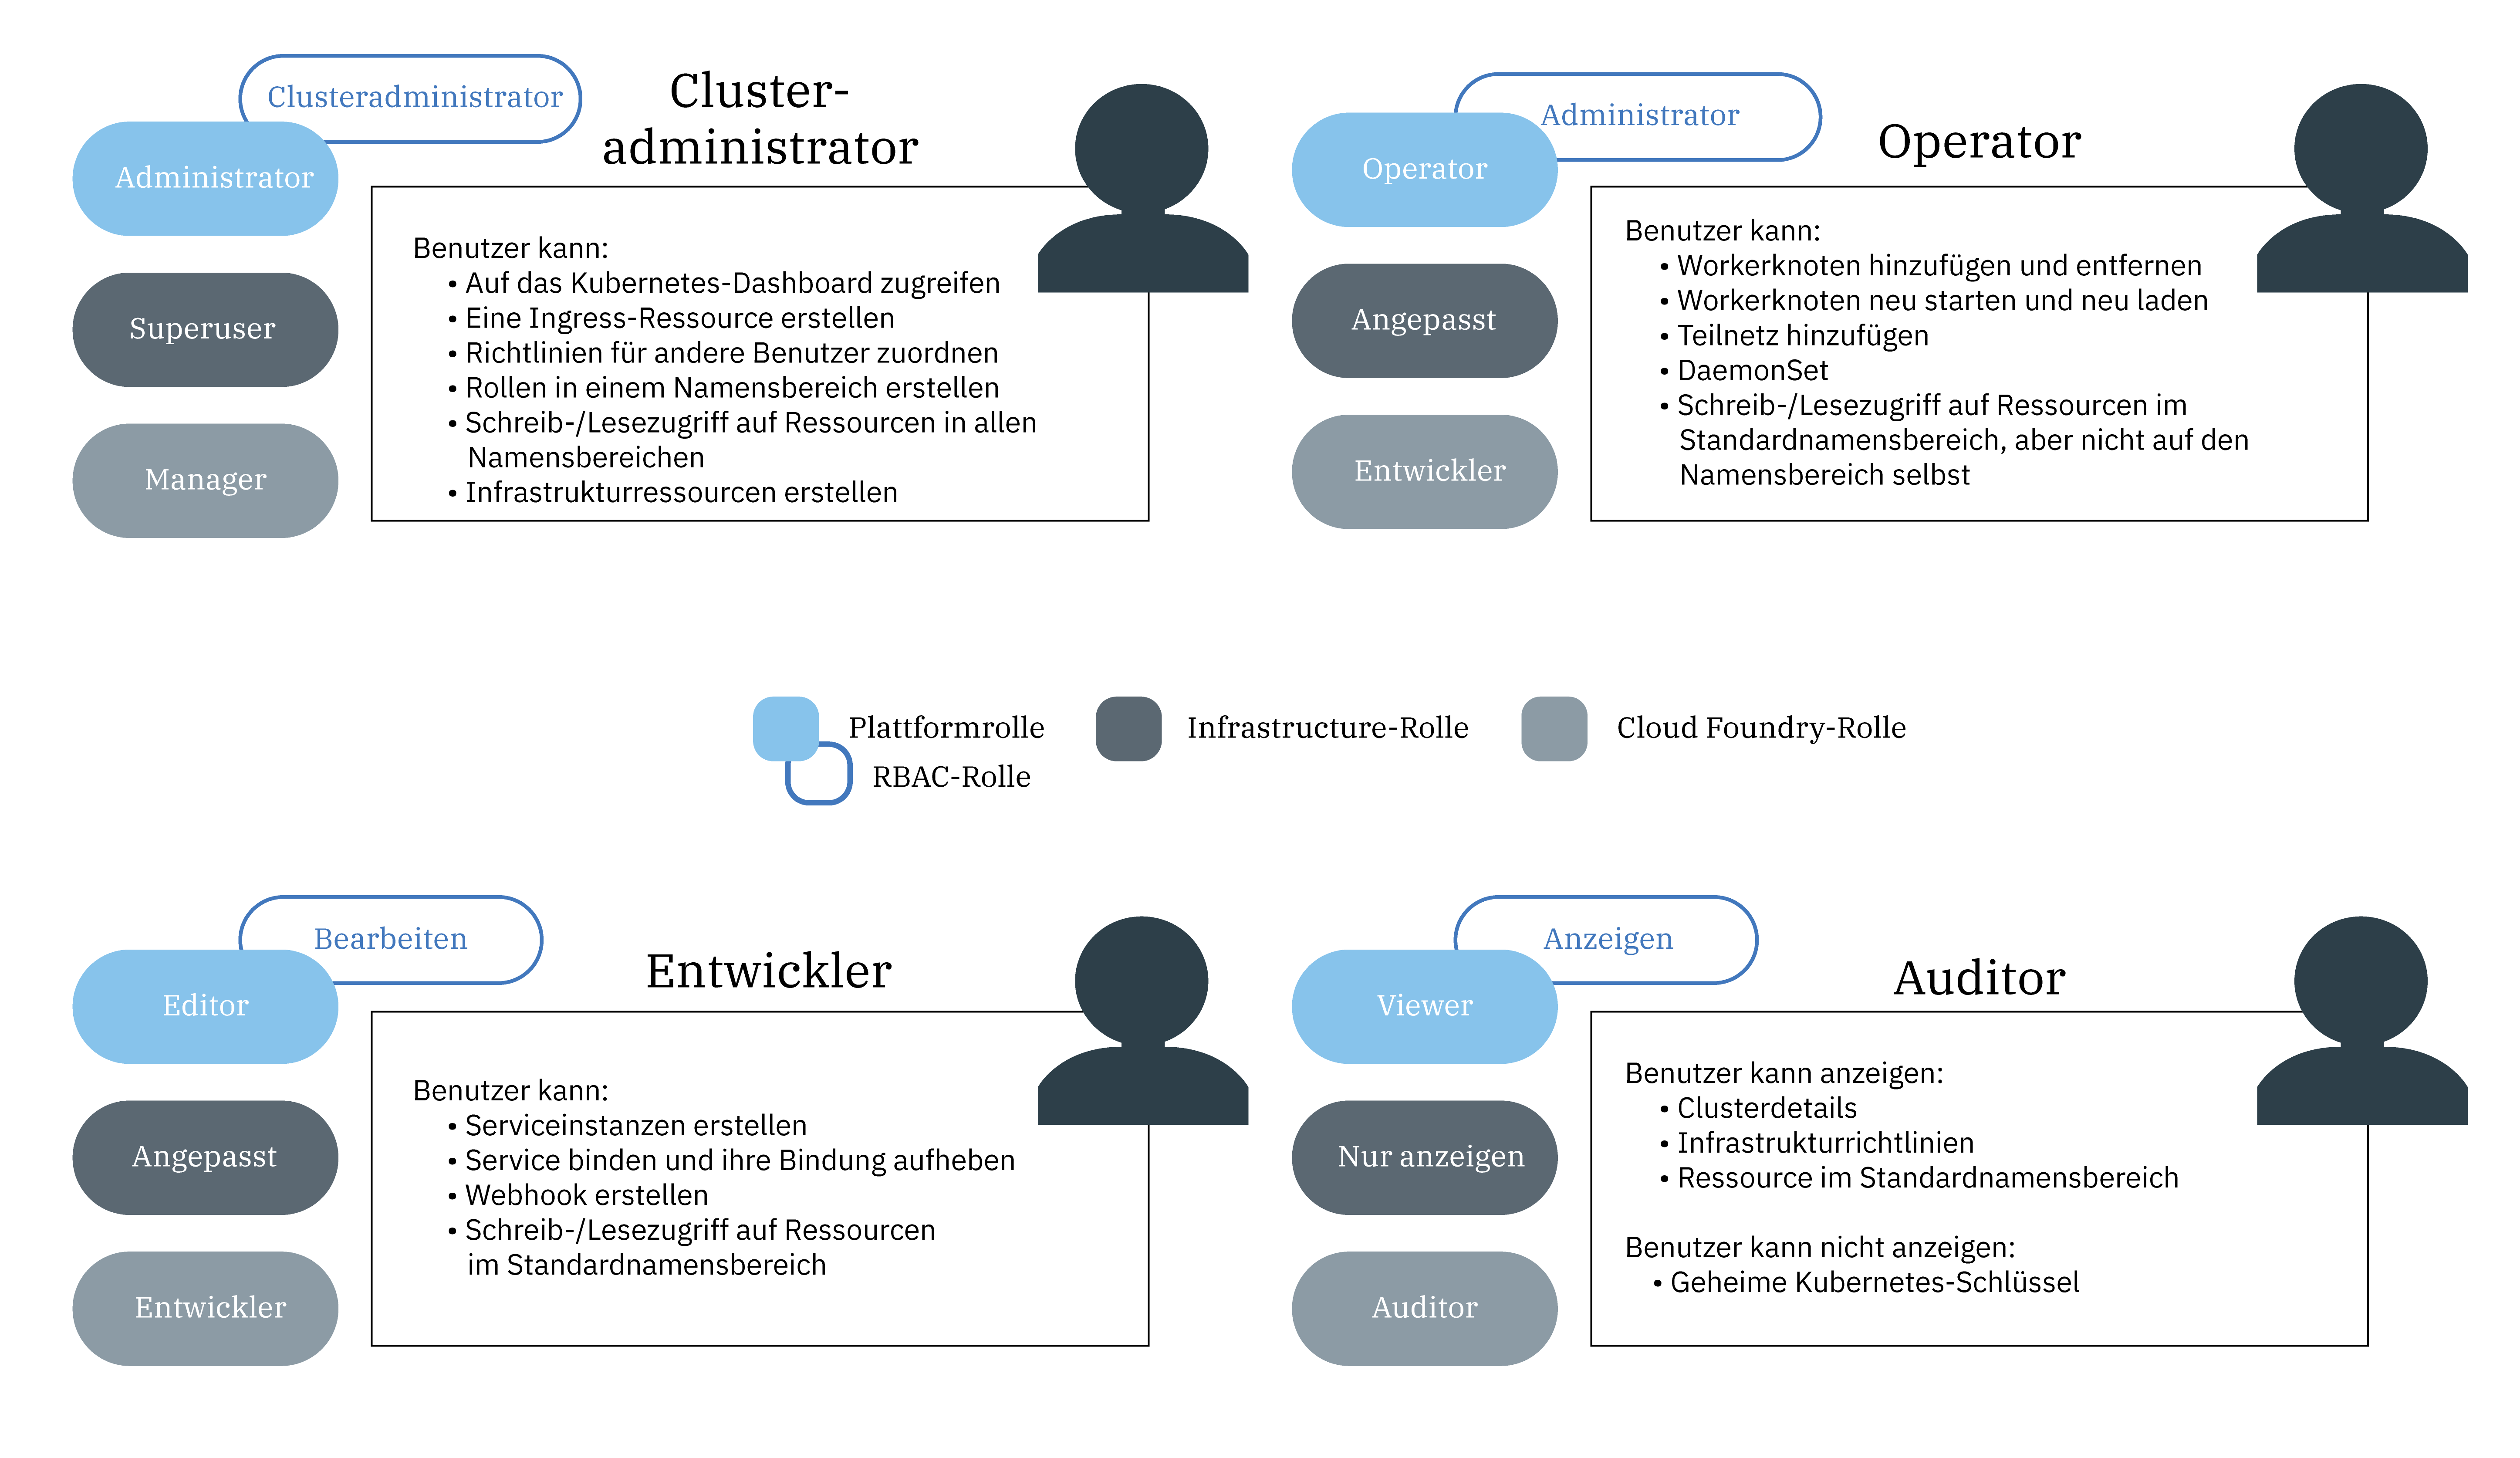 Clusteradministrator
Administrator
Superuser
Manager
Cluster-
administrator
Benutzer kann:
• Auf das Kubernetes-Dashboard zugreifen
• Eine Ingress-Ressource erstellen
• Richtlinien für andere Benutzer zuordnen
• Rollen in einem Namensbereich erstellen
• Schreib-/Lesezugriff auf Ressourcen in allen
Namensbereichen
• Infrastrukturressourcen erstellen
Administrator
Operator
Angepasst
Entwickler
Operator
Benutzer kann:
• Workerknoten hinzufügen und entfernen
• Workerknoten neu starten und neu laden
• Teilnetz hinzufügen
• DaemonSet
• Schreib-/Lesezugriff auf Ressourcen im
Standardnamensbereich, aber nicht auf den
Namensbereich selbst
Plattformrolle
RBAC-Rolle
Infrastructure-Rolle
Cloud Foundry-Rolle
Bearbeiten
Editor
Angepasst
Entwickler
Entwickler
Benutzer kann:
• Serviceinstanzen erstellen
• Service binden und ihre Bindung aufheben
• Webhook erstellen
• Schreib-/Lesezugriff auf Ressourcen
im Standardnamensbereich
Anzeigen
Viewer
Nur anzeigen
Auditor
Auditor
Benutzer kann anzeigen:
• Clusterdetails
• Infrastrukturrichtlinien
• Ressource im Standardnamensbereich
Benutzer kann nicht anzeigen:
• Geheime Kubernetes-Schlüssel